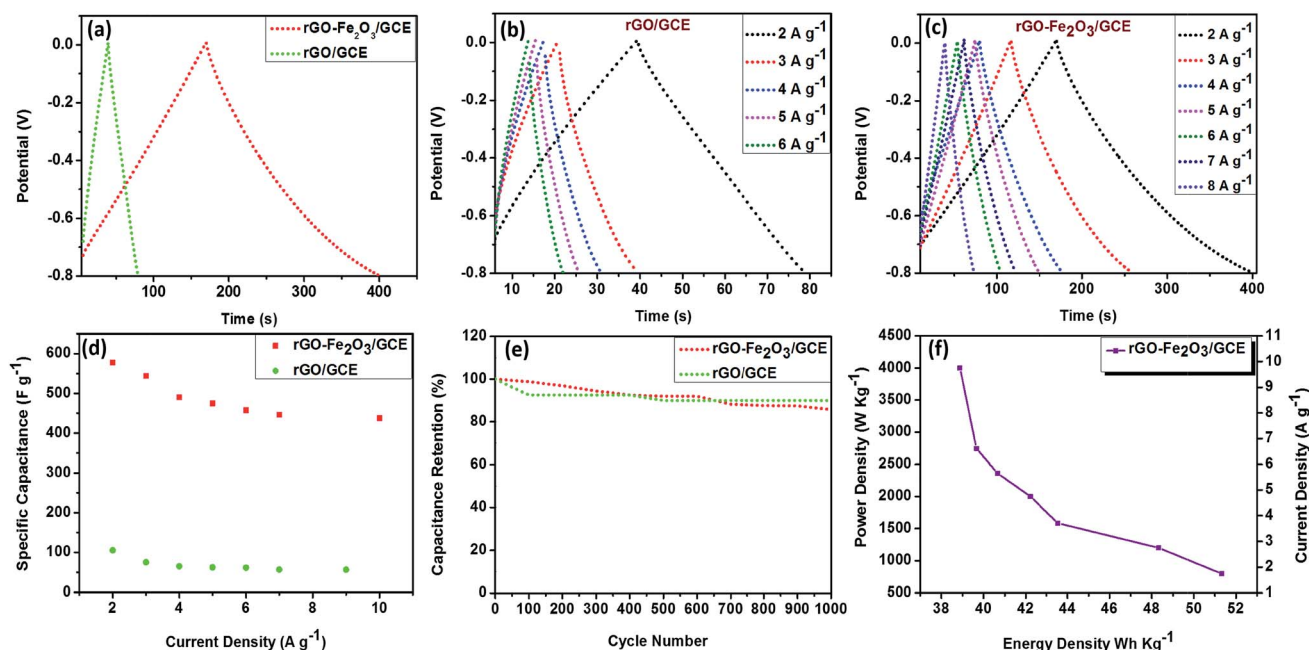 (a)
rGO-Fe2O3/GCE
rGO/GCE
0.0
-0.2
-0.4
-0.6
-0.8
100
200
300
400
Potential (V)
Time (s)
(b)
rGO/GCE
2 A g-1
3 A g-1
4 A g-1
5 A g-1
6 A g-1
0.0
-0.2
-0.4
-0.6
-0.8
10
20
30
40
50
60
70
80
Potential (V)
Time (s)
(c)
rGO-Fe2O3/GCE
2 A g-1
3 A g-1
4 A g-1
5 A g-1
6 A g-1
7 A g-1
8 A g-1
0.0
-0.2
-0.4
-0.6
-0.8
100
200
300
400
Potential (V)
Time (s)
(d)
rGO-Fe2O3/GCE
rGO/GCE
600
500
400
300
200
100
0
2
4
6
8
10
Specific Capacitance (F g-1)
Current Density (A g-1)
(e)
rGO-Fe2O3/GCE
rGO/GCE
120
100
80
60
40
20
0
0
100
200
300
400
500
600
700
800
900
1000
Capacitance Retention (%)
Cycle Number
(f)
rGO-Fe2O3/GCE
4500
4000
3500
3000
2500
2000
1500
1000
500
11
10
9
8
7
6
5
4
3
2
1
38
40
42
44
46
48
50
52
Power Density (W Kg-1)
Current Density (A g-1)
Energy Density Wh Kg-1